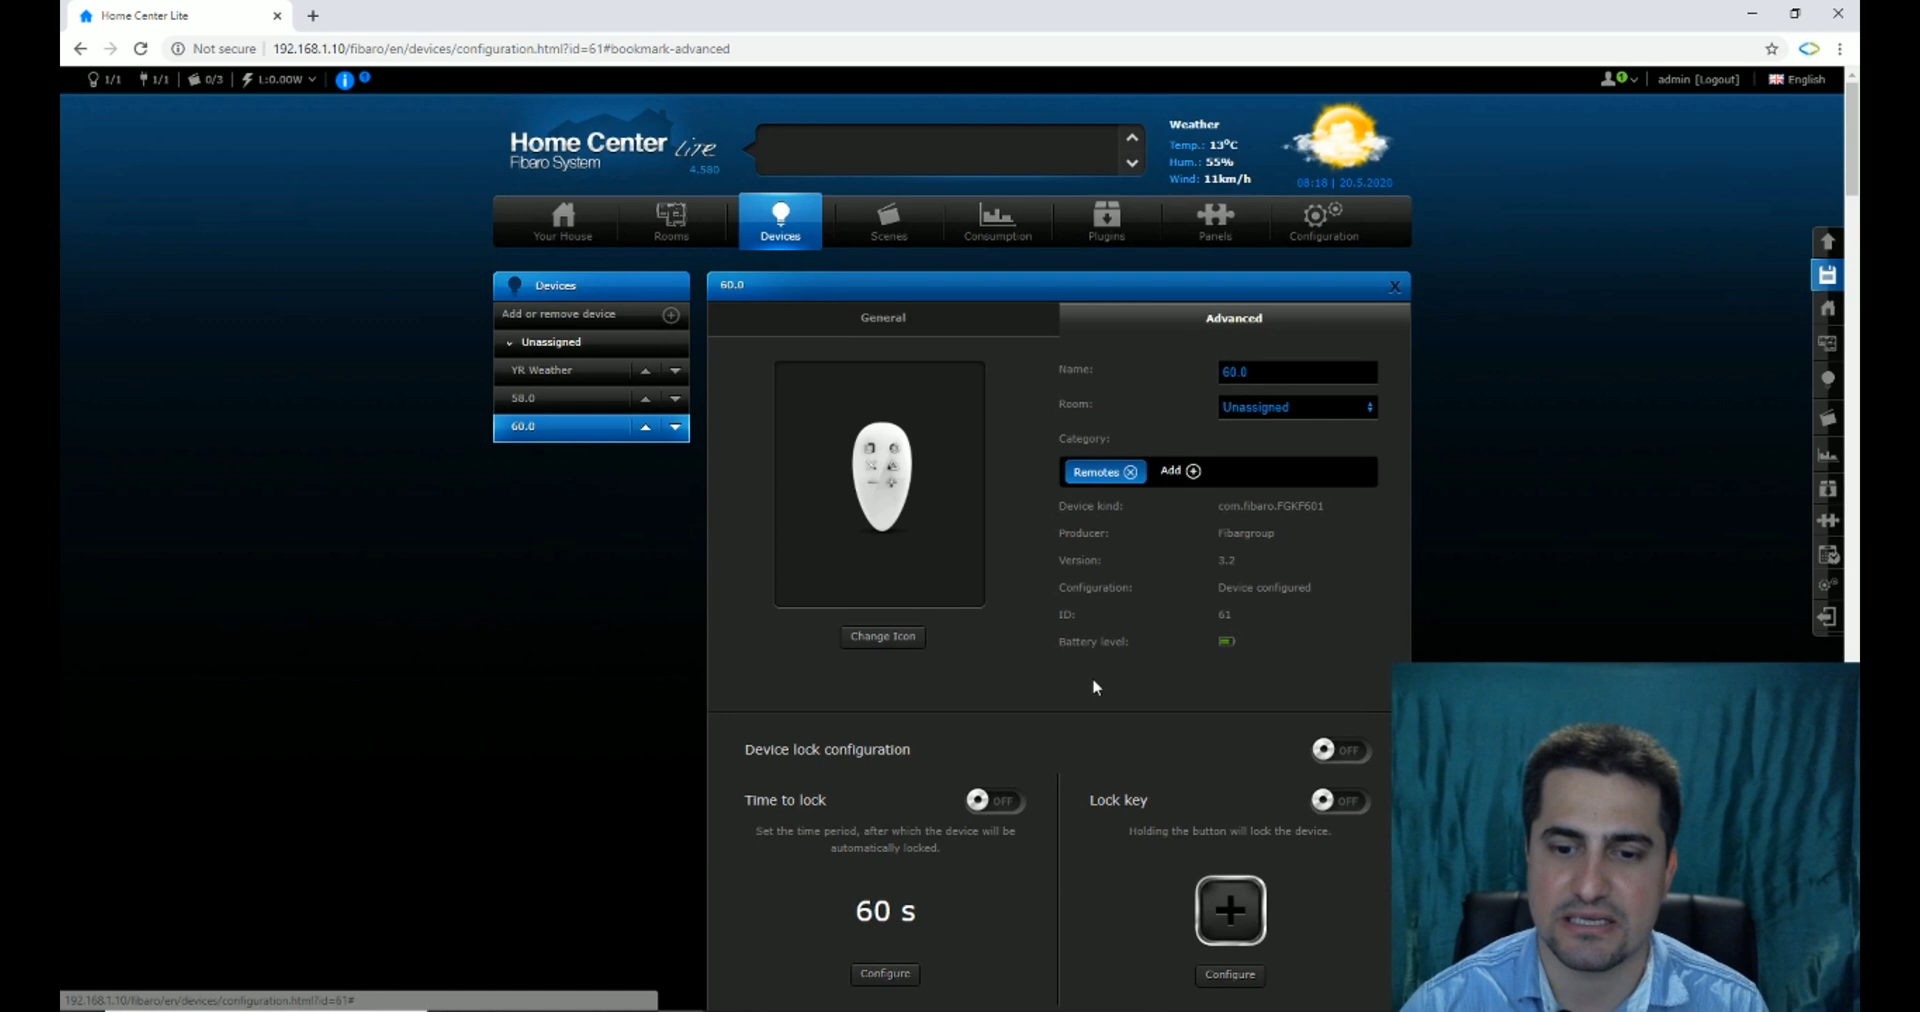 Home Center Lite
Not secure
192.168.1.10/fibaro/en/devices/configuration.html?id=61#bookmark-advanced
1/1 1/1 0/3 L:0.00W
1 admin [Logout] English
Home Center Lite
Fibaro System
4.580
Weather
Temp.: 13°C
Hum.: 55%
Wind: 11km/h
08:18 | 20.5.2020
Your House Rooms Devices Scenes Consumption Plugins Panels Configuration
Devices
Add or remove device
Unassigned
YR Weather
58.0
60.0
60.0 X
General Advanced
Name: 60.0
Room: Unassigned
Category:
Remotes Add
Device kind: com.fibaro.FGKF601
Producer: Fibargroup
Version: 3.2
Configuration: Device configured
ID: 61
Battery level:
Change Icon
Device lock configuration OFF
Time to lock OFF
Set the time period, after which the device will be
automatically locked.
60 s
Configure
Lock key OFF
Holding the button will lock the device.
Configure
192.168.1.10/fibaro/en/devices/configuration.html?id=61#